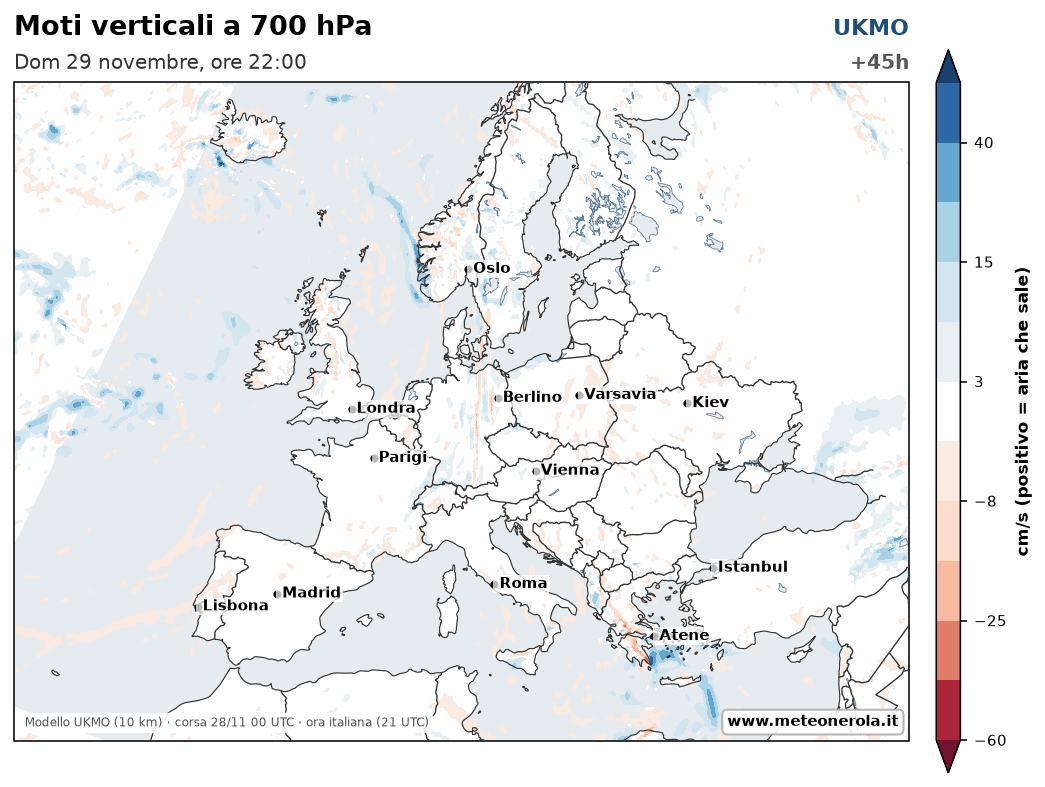 Moti verticali a 700 hPa
UKMO
Dom 29 novembre, ore 22:00
+45h
40
15
3
−8
−25
−60
cm/s (positivo = aria che sale)
Oslo
Berlino
Varsavia
Kiev
Londra
Parigi
Vienna
Istanbul
Roma
Madrid
Lisbona
Atene
Modello UKMO (10 km) · corsa 28/11 00 UTC · ora italiana (21 UTC)
www.meteonerola.it